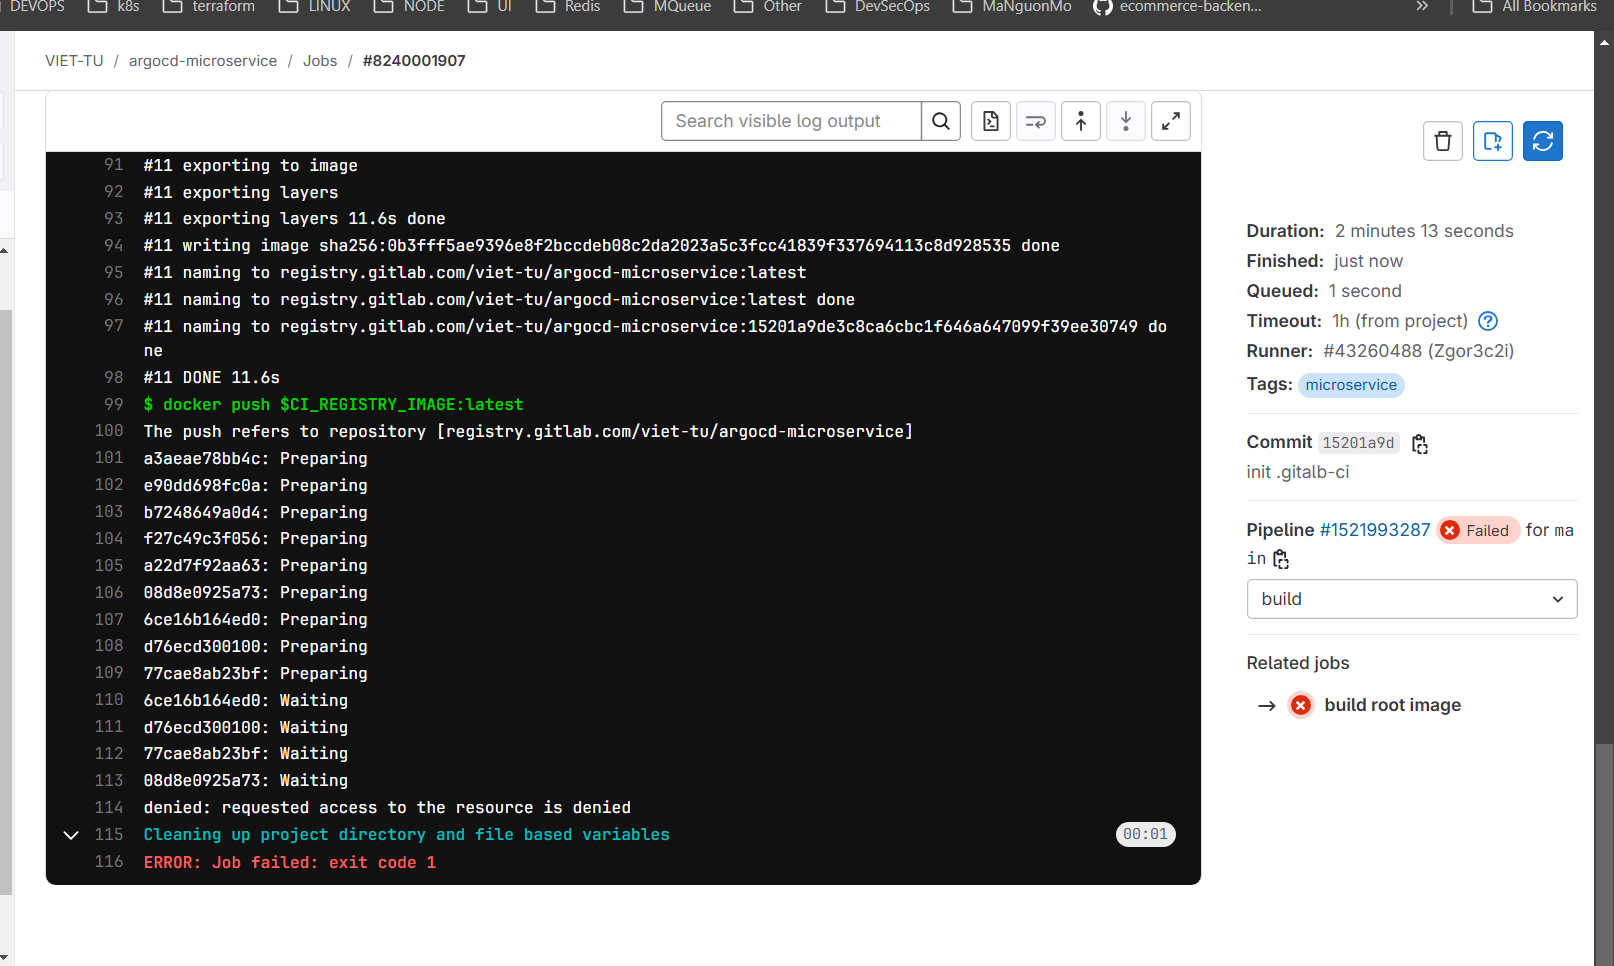 DEVOPS k8s terraform LINUX NODE UI Redis MQueue Other DevSecOps MaNguonMo ecommerce-backen... » All Bookmarks
VIET-TU / argocd-microservice / Jobs / #8240001907
Search visible log output
91 #11 exporting to image
92 #11 exporting layers
93 #11 exporting layers 11.6s done
94 #11 writing image sha256:0b3fff5ae9396e8f2bccdeb08c2da2023a5c3fcc41839f337694113c8d928535 done
95 #11 naming to registry.gitlab.com/viet-tu/argocd-microservice:latest
96 #11 naming to registry.gitlab.com/viet-tu/argocd-microservice:latest done
97 #11 naming to registry.gitlab.com/viet-tu/argocd-microservice:15201a9de3c8ca6cbc1f646a647099f39ee30749 do
ne
98 #11 DONE 11.6s
99 $ docker push $CI_REGISTRY_IMAGE:latest
100 The push refers to repository [registry.gitlab.com/viet-tu/argocd-microservice]
101 a3aeae78bb4c: Preparing
102 e90dd698fc0a: Preparing
103 b7248649a0d4: Preparing
104 f27c49c3f056: Preparing
105 a22d7f92aa63: Preparing
106 08d8e0925a73: Preparing
107 6ce16b164ed0: Preparing
108 d76ecd300100: Preparing
109 77cae8ab23bf: Preparing
110 6ce16b164ed0: Waiting
111 d76ecd300100: Waiting
112 77cae8ab23bf: Waiting
113 08d8e0925a73: Waiting
114 denied: requested access to the resource is denied
115 Cleaning up project directory and file based variables 00:01
116 ERROR: Job failed: exit code 1
Duration: 2 minutes 13 seconds
Finished: just now
Queued: 1 second
Timeout: 1h (from project) ?
Runner: #43260488 (Zgor3c2i)
Tags: microservice
Commit 15201a9d
init .gitalb-ci
Pipeline #1521993287 Failed for ma
in
build
Related jobs
→ build root image